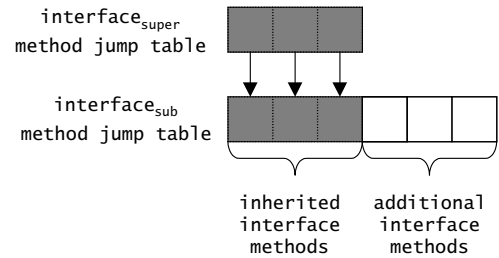 interface_super
method jump table
interface_sub
method jump table
inherited
interface
methods
additional
interface
methods